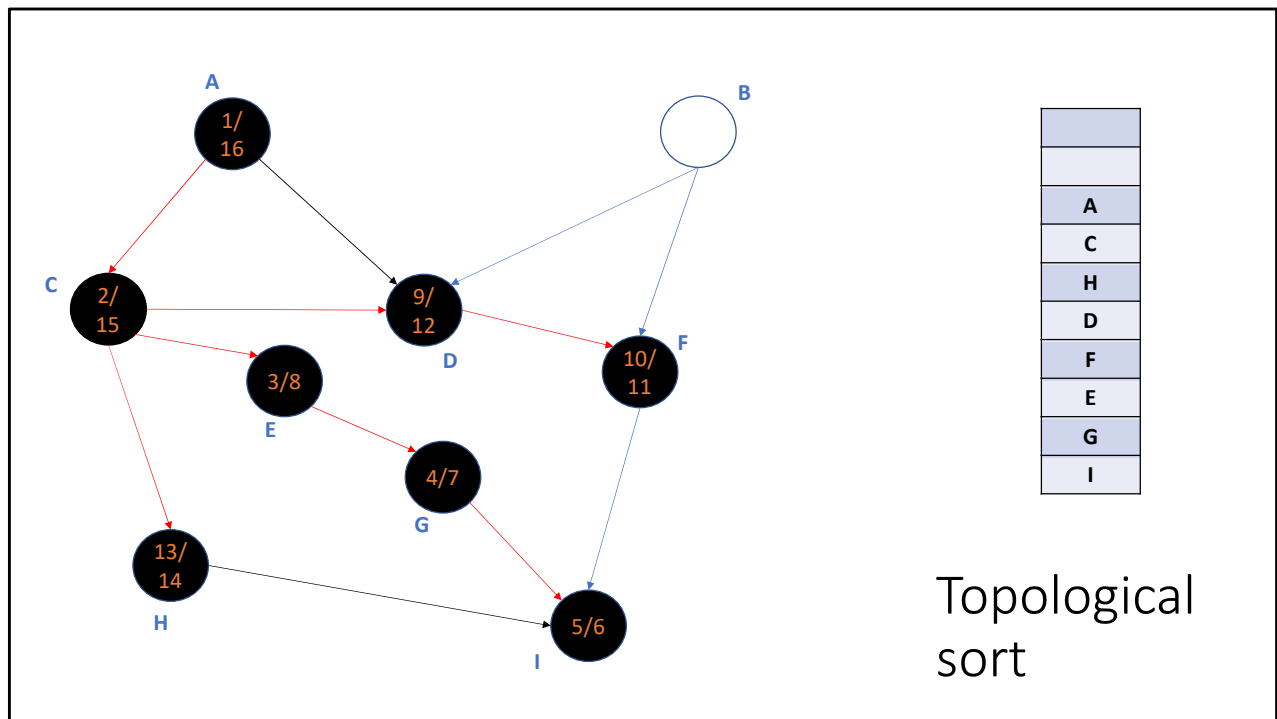 A
B
1/
16
A
C
C
2/
15
9/
12
H
D
F
D
10/
11
F
3/8
E
E
4/7
G
G
I
13/
14
H
5/6
I
Topological
sort